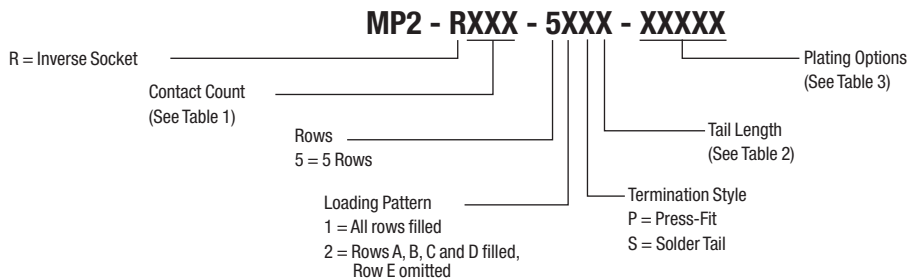 MP2 - RXXX - 5XXX - XXXXX
R = Inverse Socket
Plating Options
(See Table 3)
Contact Count
(See Table 1)
Rows
5 = 5 Rows
Tail Length
(See Table 2)
Loading Pattern
1 = All rows filled
2 = Rows A, B, C and D filled,
Row E omitted
Termination Style
P = Press-Fit
S = Solder Tail